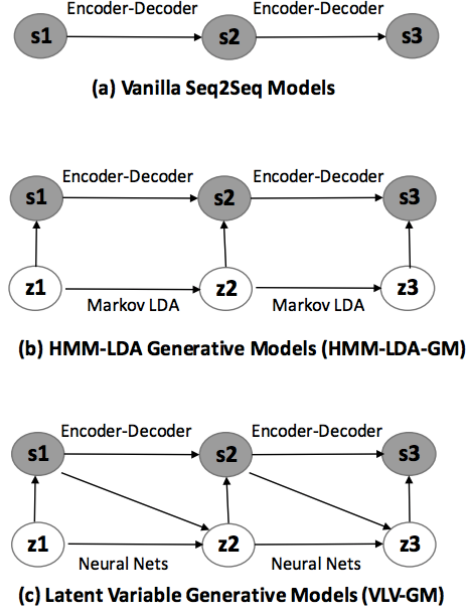 Encoder-Decoder Encoder-Decoder
s1 s2 s3
(a) Vanilla Seq2Seq Models
Encoder-Decoder Encoder-Decoder
s1 s2 s3
z1 z2 z3
Markov LDA Markov LDA
(b) HMM-LDA Generative Models (HMM-LDA-GM)
Encoder-Decoder Encoder-Decoder
s1 s2 s3
z1 z2 z3
Neural Nets Neural Nets
(c) Latent Variable Generative Models (VLV-GM)